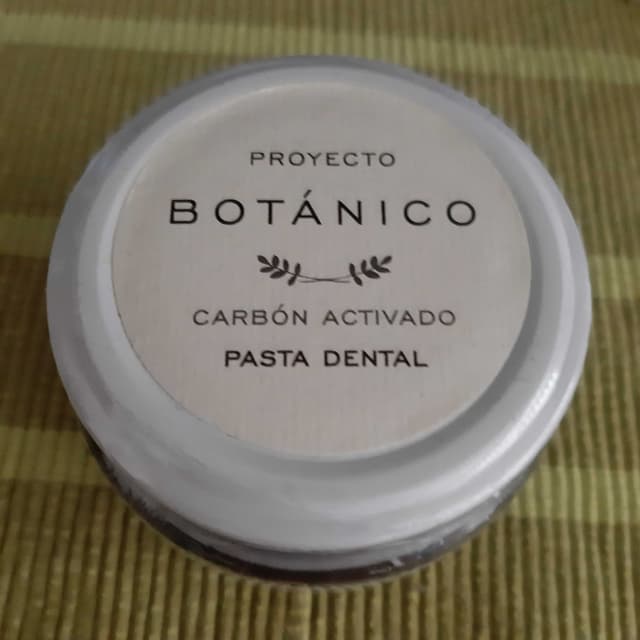 PROYECTO
BOTÁNICO
CARBÓN ACTIVADO
PASTA DENTAL